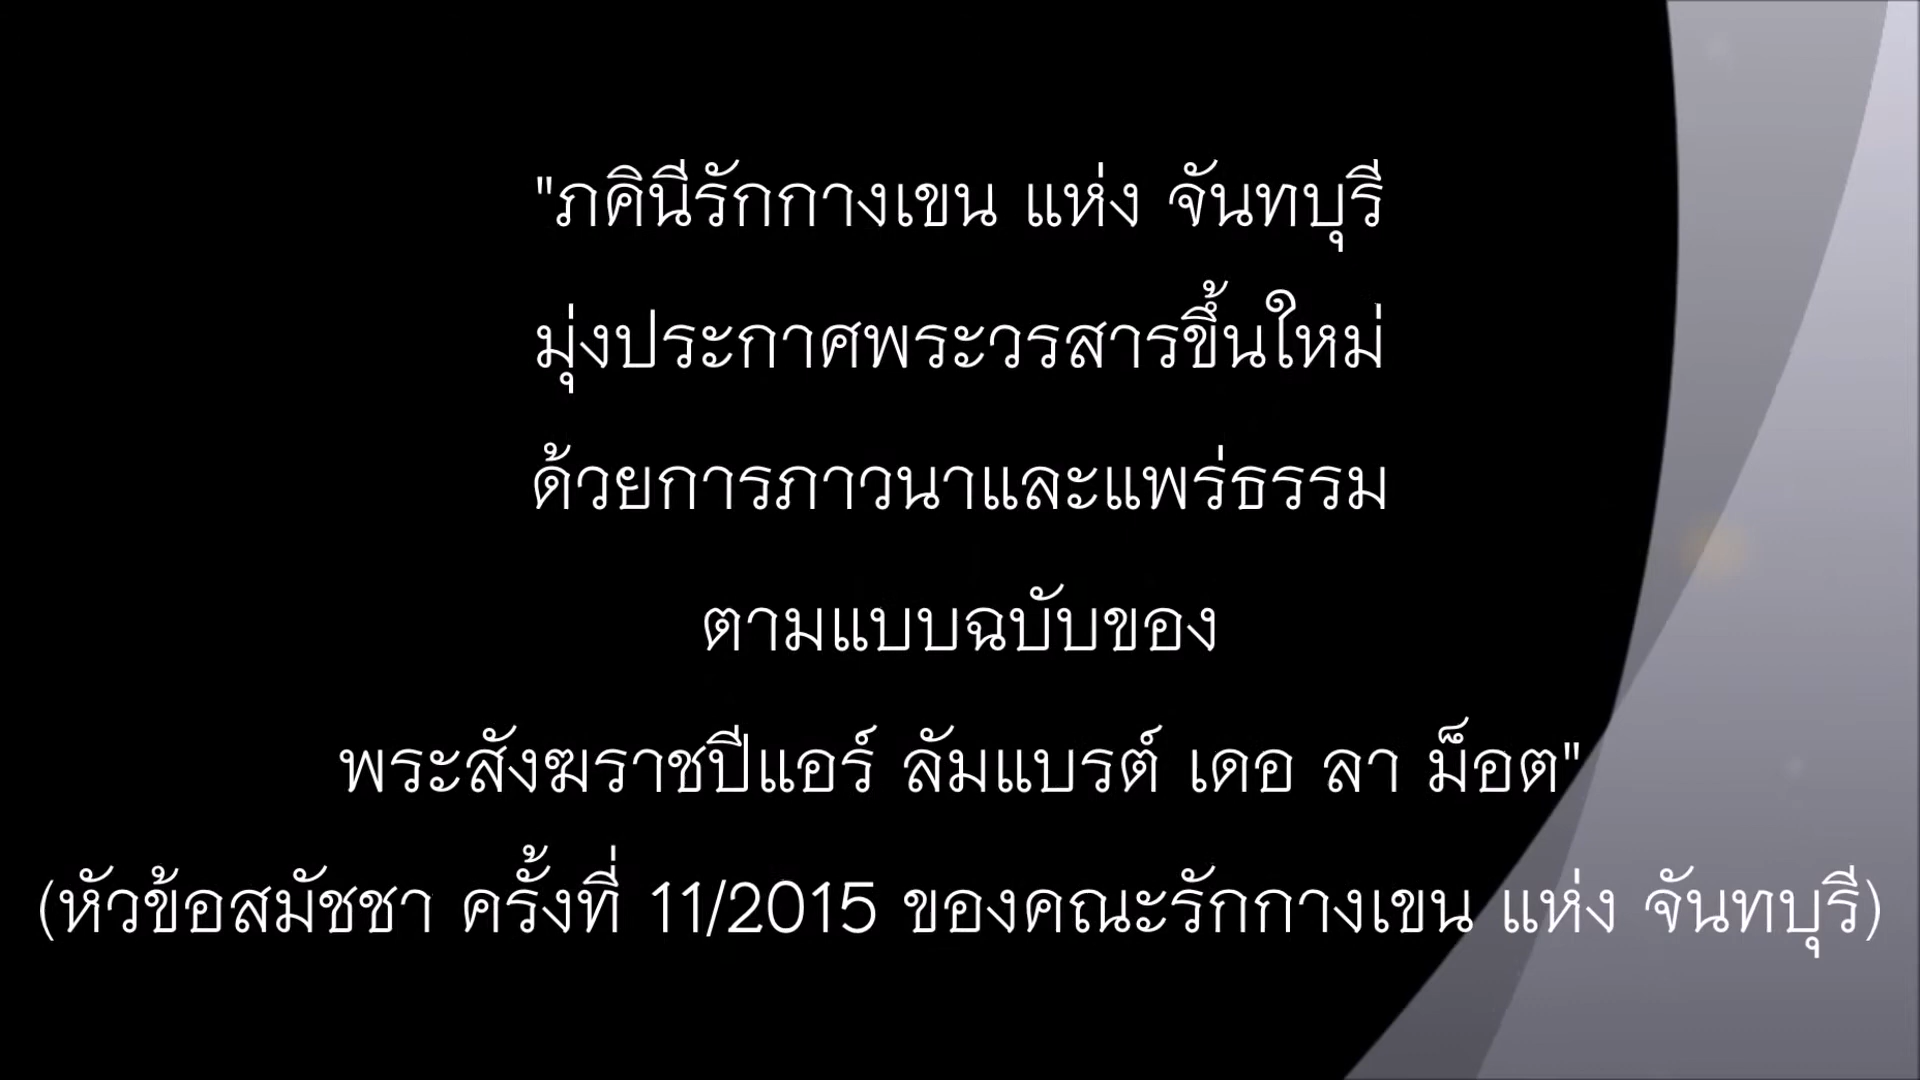 "ภคินีรักกางเขน แห่ง จันทบุรี
มุ่งประกาศพระวรสารขึ้นใหม่
ด้วยการภาวนาและแพร่ธรรม
ตามแบบฉบับของ
พระสังฆราชปีแอร์ ลัมแบรต์ เดอ ลา ม็อต"
(หัวข้อสมัชชา ครั้งที่ 11/2015 ของคณะรักกางเขน แห่ง จันทบุรี)